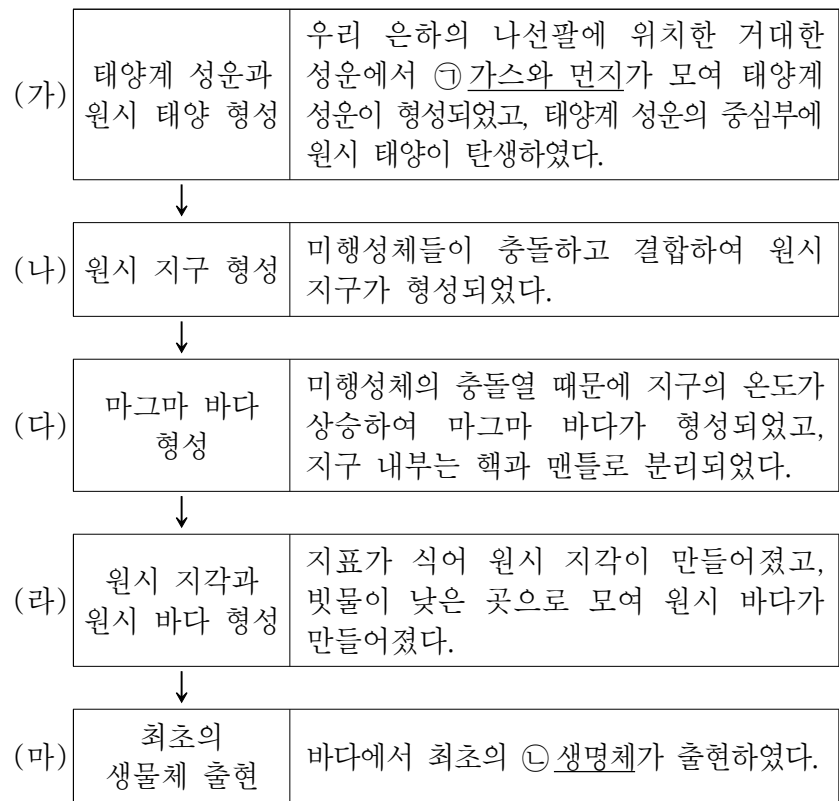 (가)
태양계 성운과
원시 태양 형성
우리 은하의 나선팔에 위치한 거대한
성운에서 ㉠가스와 먼지가 모여 태양계
성운이 형성되었고, 태양계 성운의 중심부에
원시 태양이 탄생하였다.
(나)
원시 지구 형성
미행성체들이 충돌하고 결합하여 원시
지구가 형성되었다.
(다)
마그마 바다
형성
미행성체의 충돌열 때문에 지구의 온도가
상승하여 마그마 바다가 형성되었고,
지구 내부는 핵과 맨틀로 분리되었다.
(라)
원시 지각과
원시 바다 형성
지표가 식어 원시 지각이 만들어졌고,
빗물이 낮은 곳으로 모여 원시 바다가
만들어졌다.
(마)
최초의
생물체 출현
바다에서 최초의 ㉡생명체가 출현하였다.